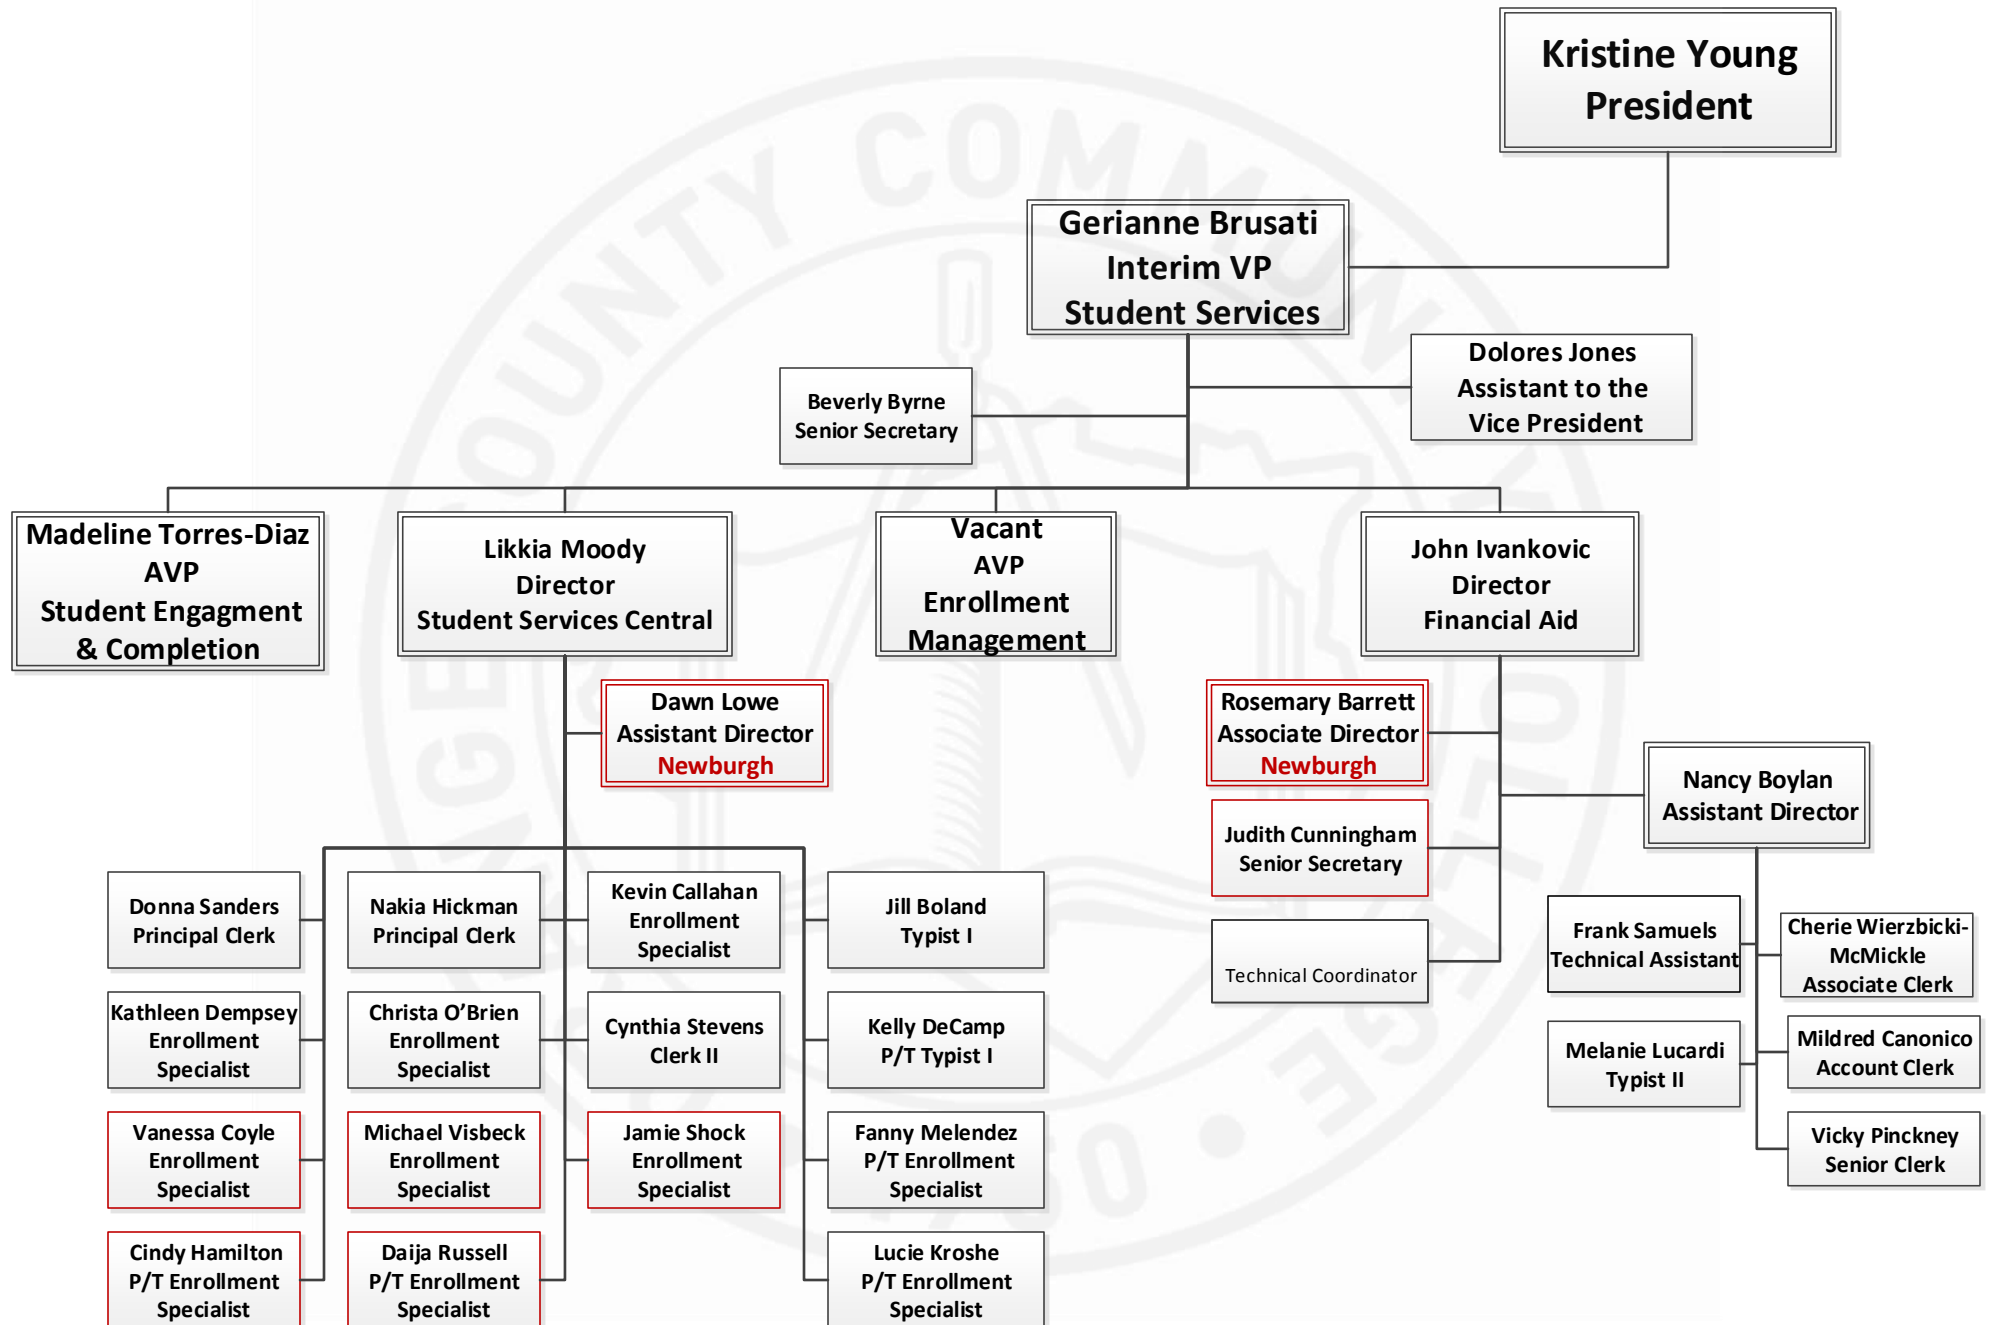 Kristine Young
President
Gerianne Brusati
Interim VP
Student Services
Dolores Jones
Assistant to the
Vice President
Beverly Byrne
Senior Secretary
Madeline Torres-Diaz
AVP
Student Engagment
& Completion
Likkia Moody
Director
Student Services Central
Vacant
AVP
Enrollment
Management
John Ivankovic
Director
Financial Aid
Dawn Lowe
Assistant Director
Newburgh
Rosemary Barrett
Associate Director
Newburgh
Nancy Boylan
Assistant Director
Judith Cunningham
Senior Secretary
Technical Coordinator
Donna Sanders
Principal Clerk
Nakia Hickman
Principal Clerk
Kevin Callahan
Enrollment
Specialist
Jill Boland
Typist I
Frank Samuels
Technical Assistant
Cherie Wierzbicki-
McMickle
Associate Clerk
Kathleen Dempsey
Enrollment
Specialist
Christa O’Brien
Enrollment
Specialist
Cynthia Stevens
Clerk II
Kelly DeCamp
P/T Typist I
Melanie Lucardi
Typist II
Mildred Canonico
Account Clerk
Vanessa Coyle
Enrollment
Specialist
Michael Visbeck
Enrollment
Specialist
Jamie Shock
Enrollment
Specialist
Fanny Melendez
P/T Enrollment
Specialist
Vicky Pinckney
Senior Clerk
Cindy Hamilton
P/T Enrollment
Specialist
Daija Russell
P/T Enrollment
Specialist
Lucie Kroshe
P/T Enrollment
Specialist
ORANGE COUNTY COMMUNITY COLLEGE
1950